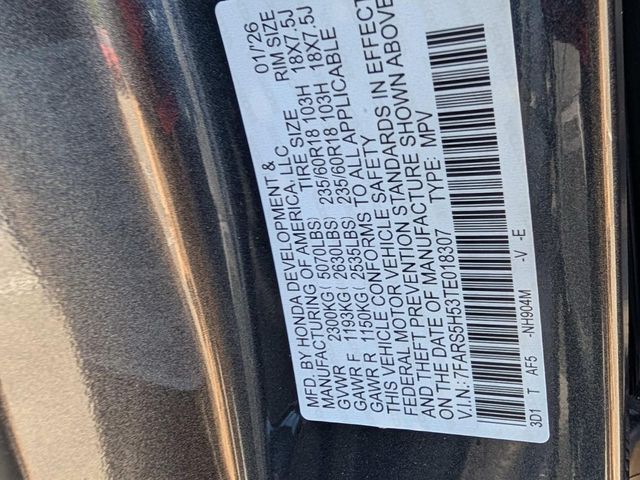 MFD. BY HONDA DEVELOPMENT & 01/'26
MANUFACTURING OF AMERICA, LLC
TIRE SIZE RIM SIZE
GVWR 2300KG( 5070LBS) 235/60R18 103H 18X7.5J
GAWR F 1193KG( 2630LBS) 235/60R18 103H 18X7.5J
GAWR R 1150KG( 2535LBS)
THIS VEHICLE CONFORMS TO ALL APPLICABLE
FEDERAL MOTOR VEHICLE SAFETY
AND THEFT PREVENTION STANDARDS IN EFFECT
ON THE DATE OF MANUFACTURE SHOWN ABOVE
V.I.N.: 7FARS5H53TE018307 TYPE: MPV
3D1 T AF5 -NH904M -V -E